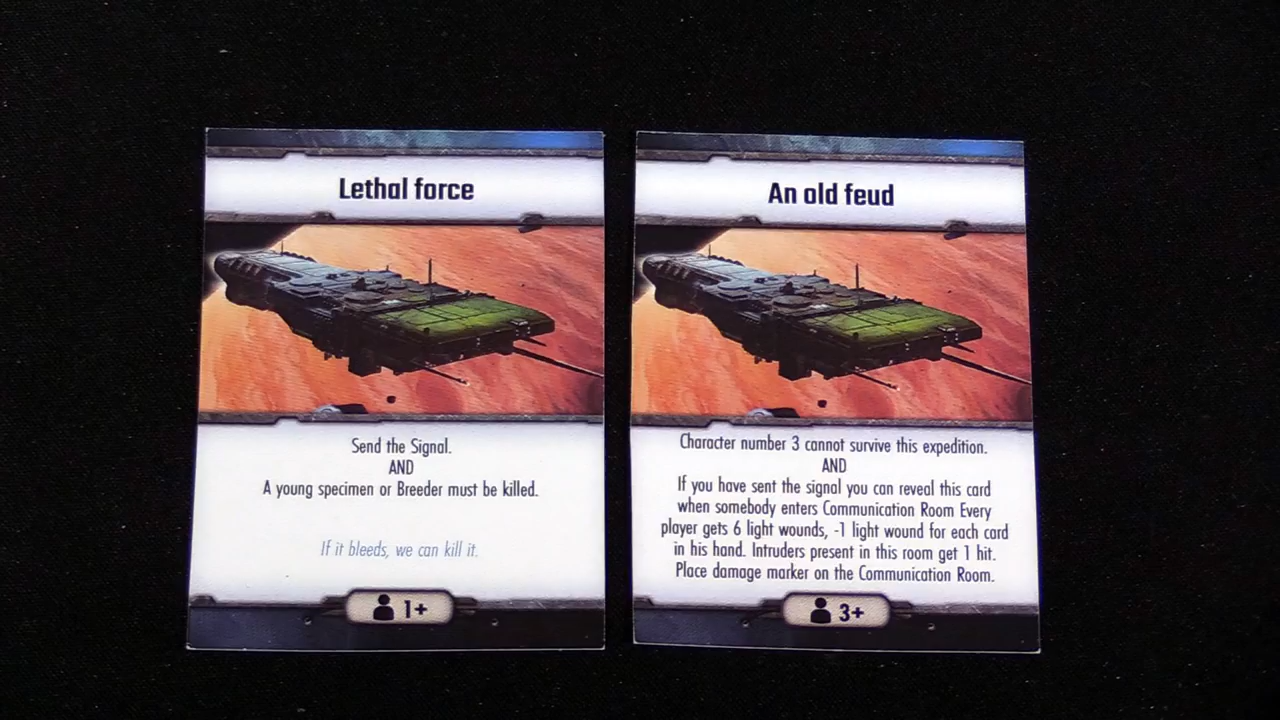 Lethal force
Send the Signal.
AND
A young specimen or Breeder must be killed.
If it bleeds, we can kill it.
1+
An old feud
Character number 3 cannot survive this expedition.
AND
If you have sent the signal you can reveal this card
when somebody enters Communication Room Every
player gets 6 light wounds, -1 light wound for each card
in his hand. Intruders present in this room get 1 hit.
Place damage marker on the Communication Room.
3+